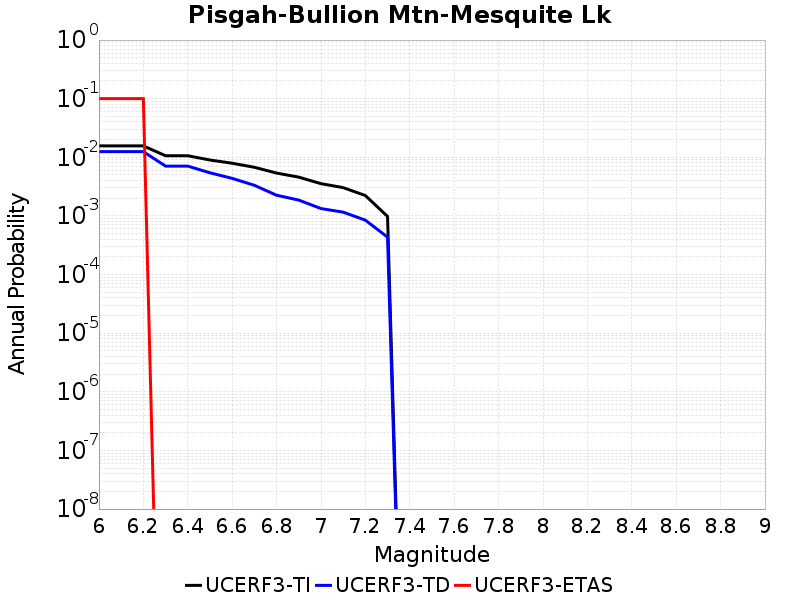 Pisgah-Bullion Mtn-Mesquite Lk
10^0
10^-1
10^-2
10^-3
10^-4
10^-5
10^-6
10^-7
10^-8
Annual Probability
6 6.2 6.4 6.6 6.8 7 7.2 7.4 7.6 7.8 8 8.2 8.4 8.6 8.8 9
Magnitude
UCERF3-TI UCERF3-TD UCERF3-ETAS